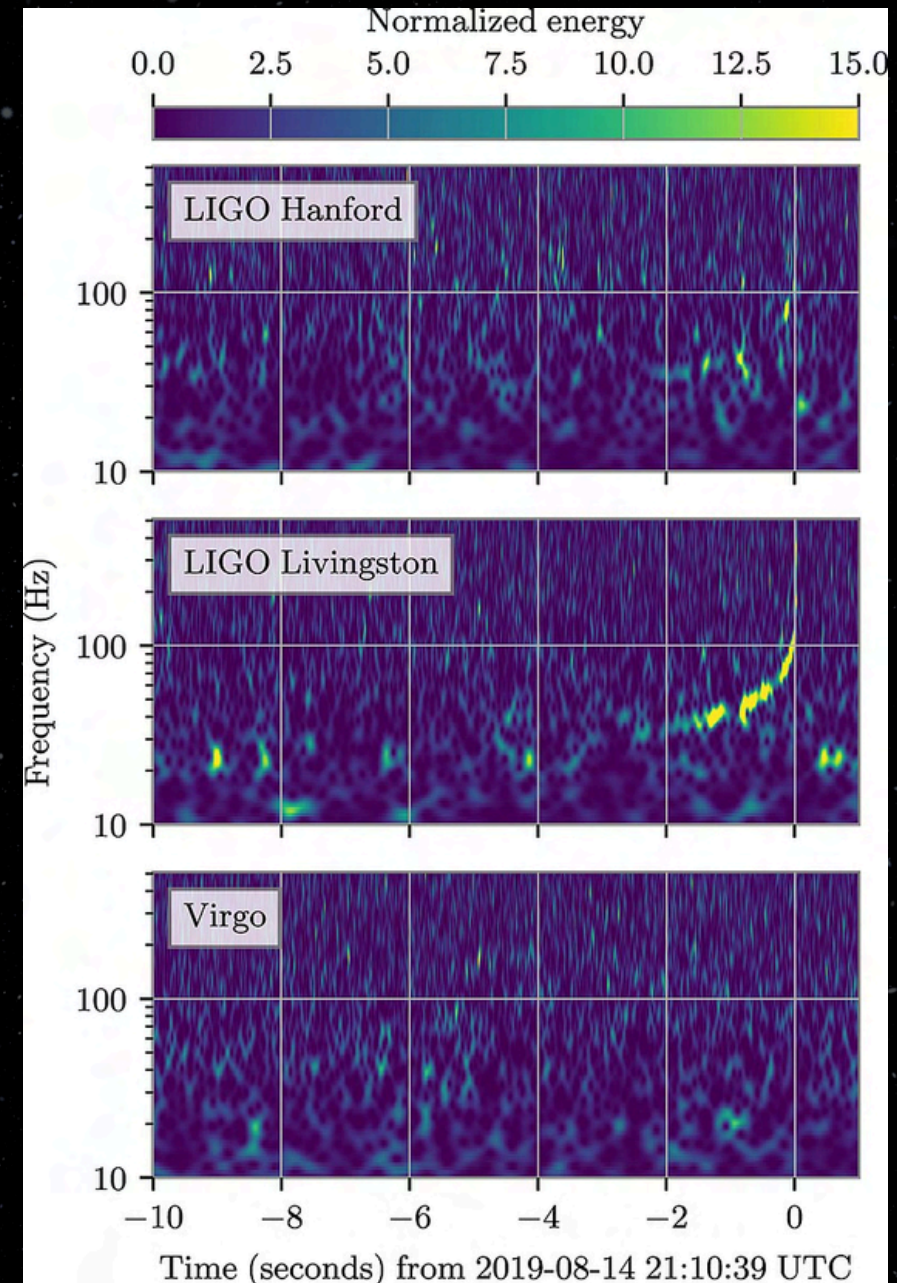 Normalized energy
0.0 2.5 5.0 7.5 10.0 12.5 15.0
LIGO Hanford
100
10
LIGO Livingston
Frequency (Hz)
100
10
Virgo
100
10
−10 −8 −6 −4 −2 0
Time (seconds) from 2019-08-14 21:10:39 UTC